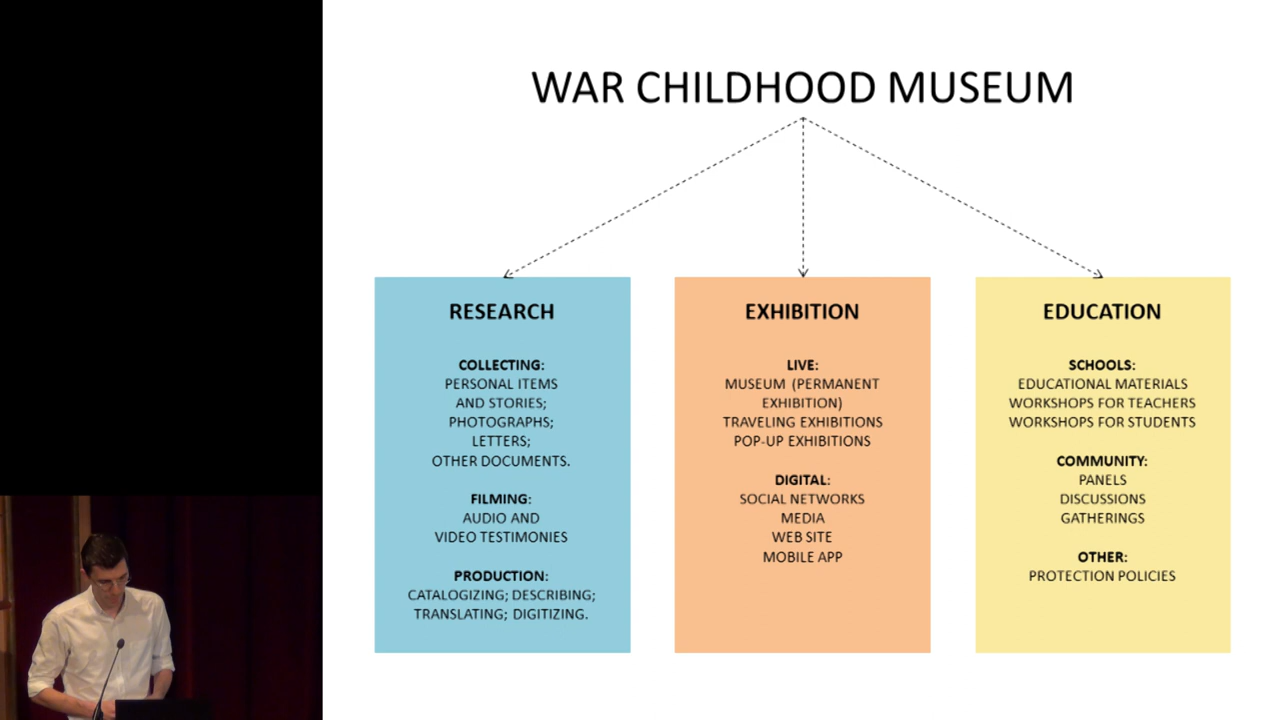 WAR CHILDHOOD MUSEUM
RESEARCH
COLLECTING:
PERSONAL ITEMS
AND STORIES;
PHOTOGRAPHS;
LETTERS;
OTHER DOCUMENTS.
FILMING:
AUDIO AND
VIDEO TESTIMONIES
PRODUCTION:
CATALOGIZING; DESCRIBING;
TRANSLATING; DIGITIZING.
EXHIBITION
LIVE:
MUSEUM (PERMANENT
EXHIBITION)
TRAVELING EXHIBITIONS
POP-UP EXHIBITIONS
DIGITAL:
SOCIAL NETWORKS
MEDIA
WEB SITE
MOBILE APP
EDUCATION
SCHOOLS:
EDUCATIONAL MATERIALS
WORKSHOPS FOR TEACHERS
WORKSHOPS FOR STUDENTS
COMMUNITY:
PANELS
DISCUSSIONS
GATHERINGS
OTHER:
PROTECTION POLICIES